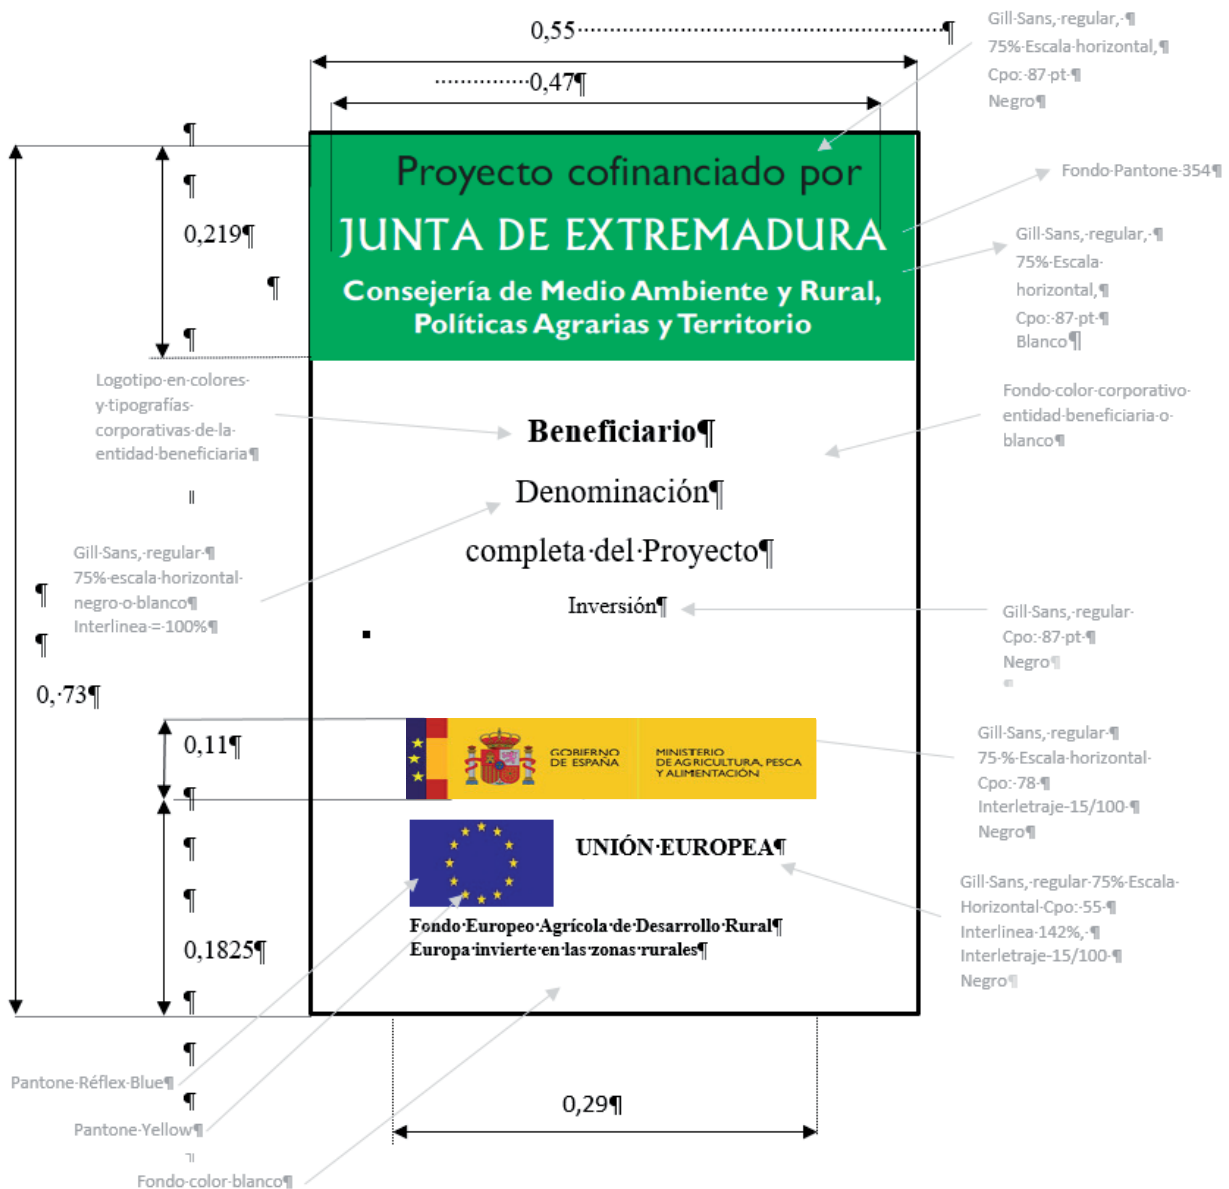 0,55
0,47¶
Gill Sans, regular, ¶
75% Escala horizontal,¶
Cpo: 87 pt ¶
Negro¶
¶
¶
0,219¶
¶
¶
Proyecto cofinanciado por
JUNTA DE EXTREMADURA
Consejería de Medio Ambiente y Rural,
Políticas Agrarias y Territorio
Fondo Pantone 354¶
Gill Sans, regular, ¶
75% Escala
horizontal,¶
Cpo: 87 pt ¶
Blanco¶
Logotipo en colores
y tipografías
corporativas de la
entidad beneficiaria¶
Beneficiario¶
Fondo color corporativo
entidad beneficiaria o
blanco¶
Denominación¶
completa del Proyecto¶
Gill Sans, regular ¶
75% escala horizontal
negro o blanco¶
Interlinea = 100%¶
Inversión¶
Gill Sans, regular
Cpo: 87 pt ¶
Negro¶
¶
¶
¶
0, 73¶
0,11¶
GOBIERNO
DE ESPAÑA
MINISTERIO
DE AGRICULTURA, PESCA
Y ALIMENTACIÓN
Gill Sans, regular ¶
75 % Escala horizontal
Cpo: 78 ¶
Interletraje-15/100 ¶
Negro¶
¶
¶
¶
0,1825¶
¶
UNIÓN EUROPEA¶
Fondo Europeo Agrícola de Desarrollo Rural¶
Europa invierte en las zonas rurales¶
Gill Sans, regular 75% Escala
Horizontal Cpo: 55 ¶
Interlinea 142%, ¶
Interletraje-15/100 ¶
Negro¶
¶
Pantone Réflex Blue¶
¶
Pantone Yellow¶
0,29¶
Fondo color blanco¶